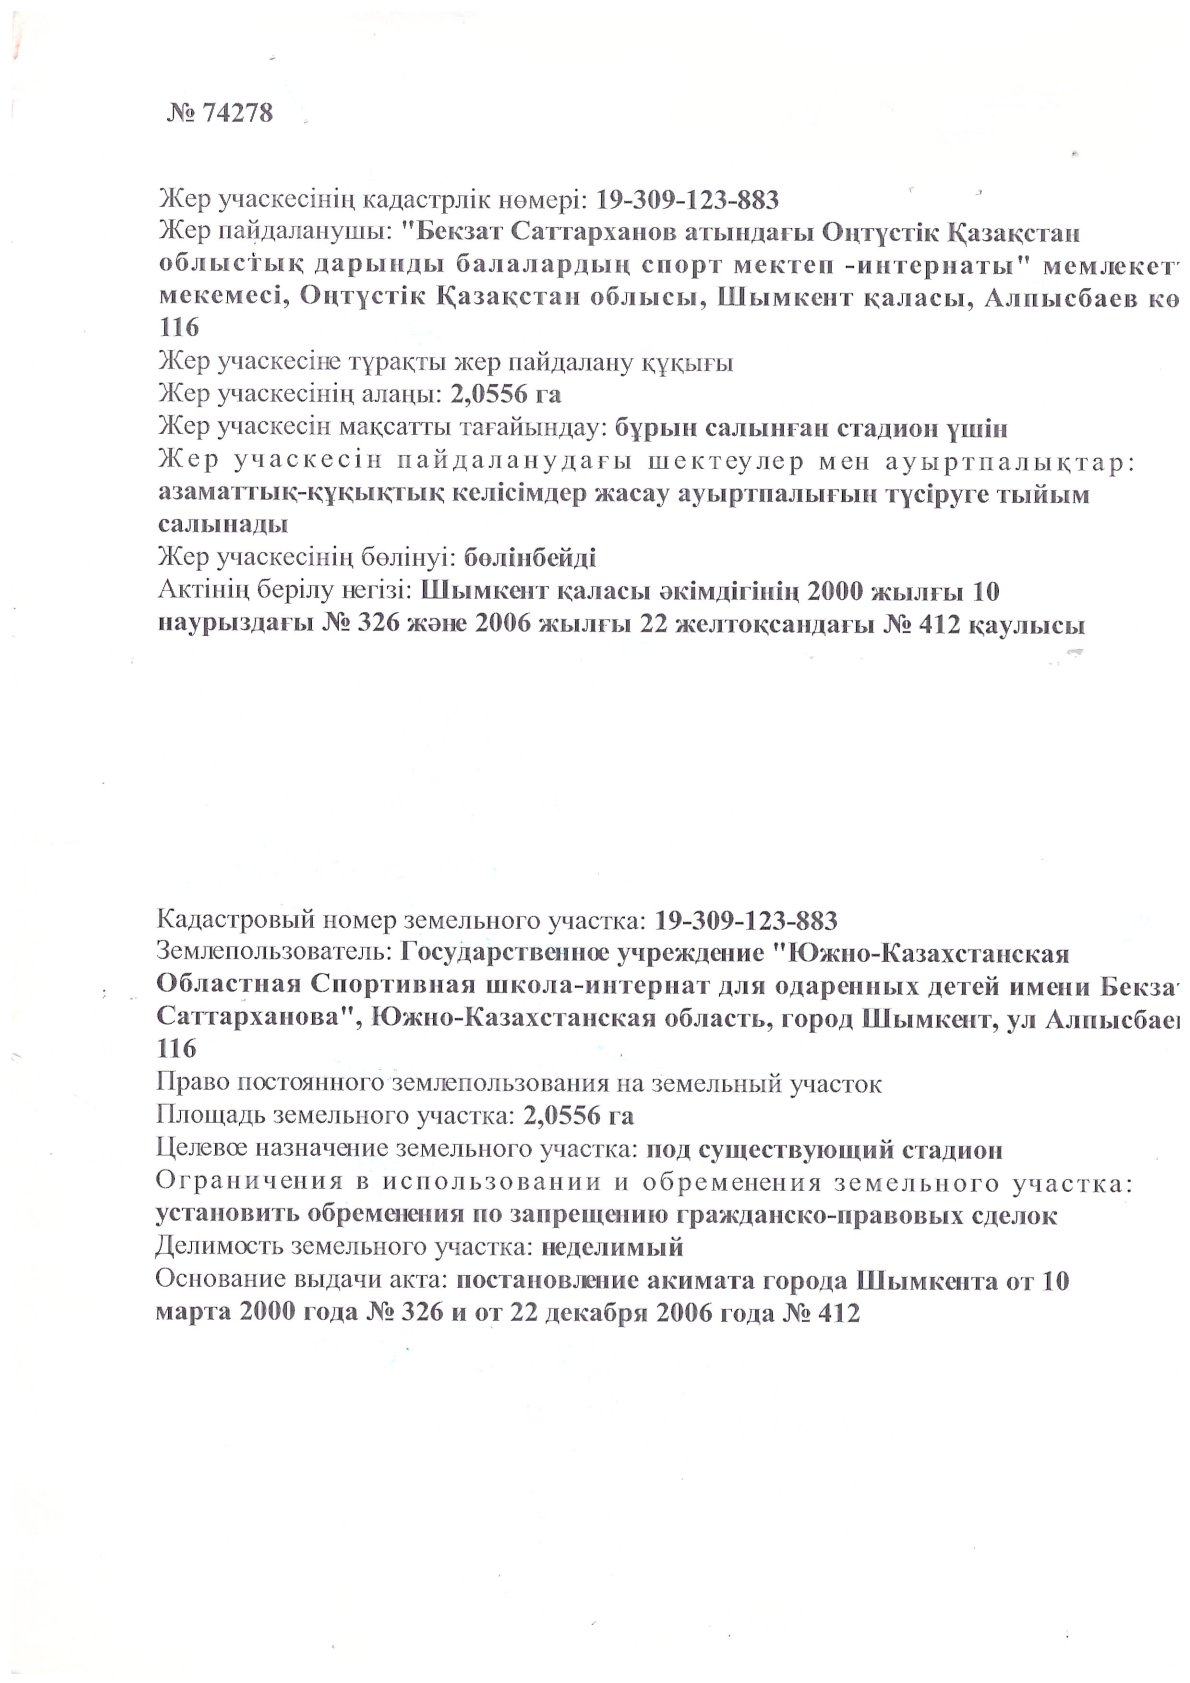 № 74278
Жер учаскесінің кадастрлік нөмері: 19-309-123-883
Жер пайдаланушы: "Бекзат Саттарханов атындағы Оңтүстік Қазақстан
облыстық дарынды балалардың спорт мектеп -интернаты"
мекемесі, Оңтүстік Қазақстан облысы, Шымкент қаласы, Алпысбаев
116
Жер учаскесіне тұрақты жер пайдалану құқығы
Жер учаскесінің алаңы: 2,0556 га
Жер учаскесін мақсатты тағайындау: бұрын салынған стадион үшін
Жер учаскесін пайдаланудағы шектеулер мен ауыртпалықтар:
азаматтық-құқықтық келісімдер жасау ауыртпалығын түсіруге тыйым
салынады
Жер учаскесінің бөлінуі: бөлінбейді
Актінің берілу негізі: Шымкент қаласы әкімдігінің 2000 жылғы 10
наурыздағы № 326 және 2006 жылғы 22 желтоқсандағы № 412 қаулысы
Кадастровый номер земельного участка: 19-309-123-883
Землепользователь: Государственное учреждение "Южно-Казахстанская
Областная Спортивная школа-интернат для одаренных детей имени
Саттарханова", Южно-Казахстанская область, город Шымкент, ул
116
Право постоянного землепользования на земельный участок
Площадь земельного участка: 2,0556 га
Целевое назначение земельного участка: под существующий стадион
Ограничения в использовании и обременения земельного участка:
установить обременения по запрещению гражданско-правовых сделок
Делимость земельного участка: неделимый
Основание выдачи акта: постановление акимата города Шымкента от 10
марта 2000 года № 326 и от 22 декабря 2006 года № 412